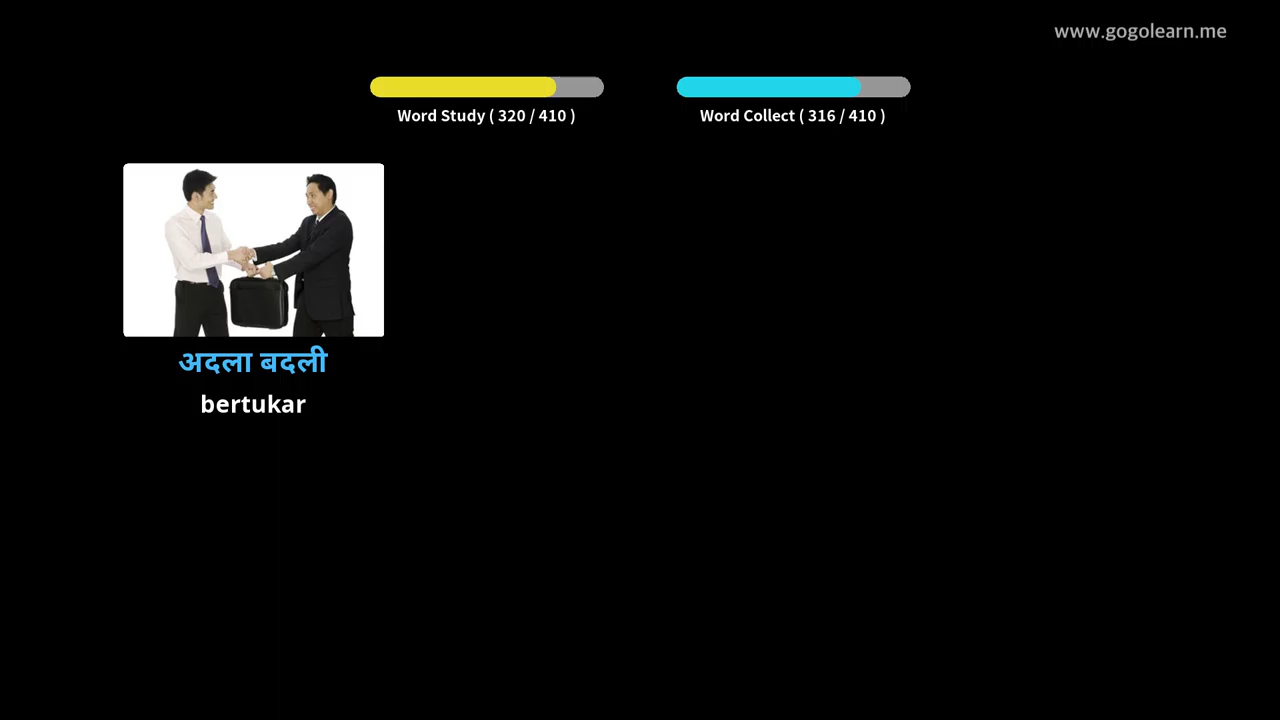 www.gogolearn.me
Word Study ( 320 / 410 )
Word Collect ( 316 / 410 )
अदला बदली
bertukar